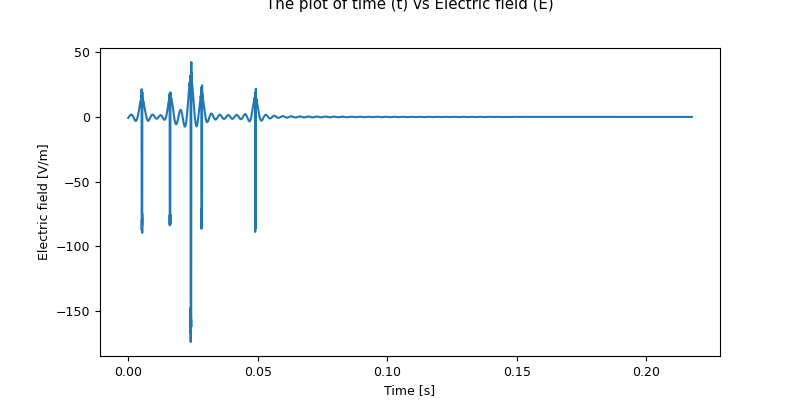 The plot of time (t) vs Electric field (E)
50
0
−50
−100
−150
Electric field [V/m]
0.00 0.05 0.10 0.15 0.20
Time [s]